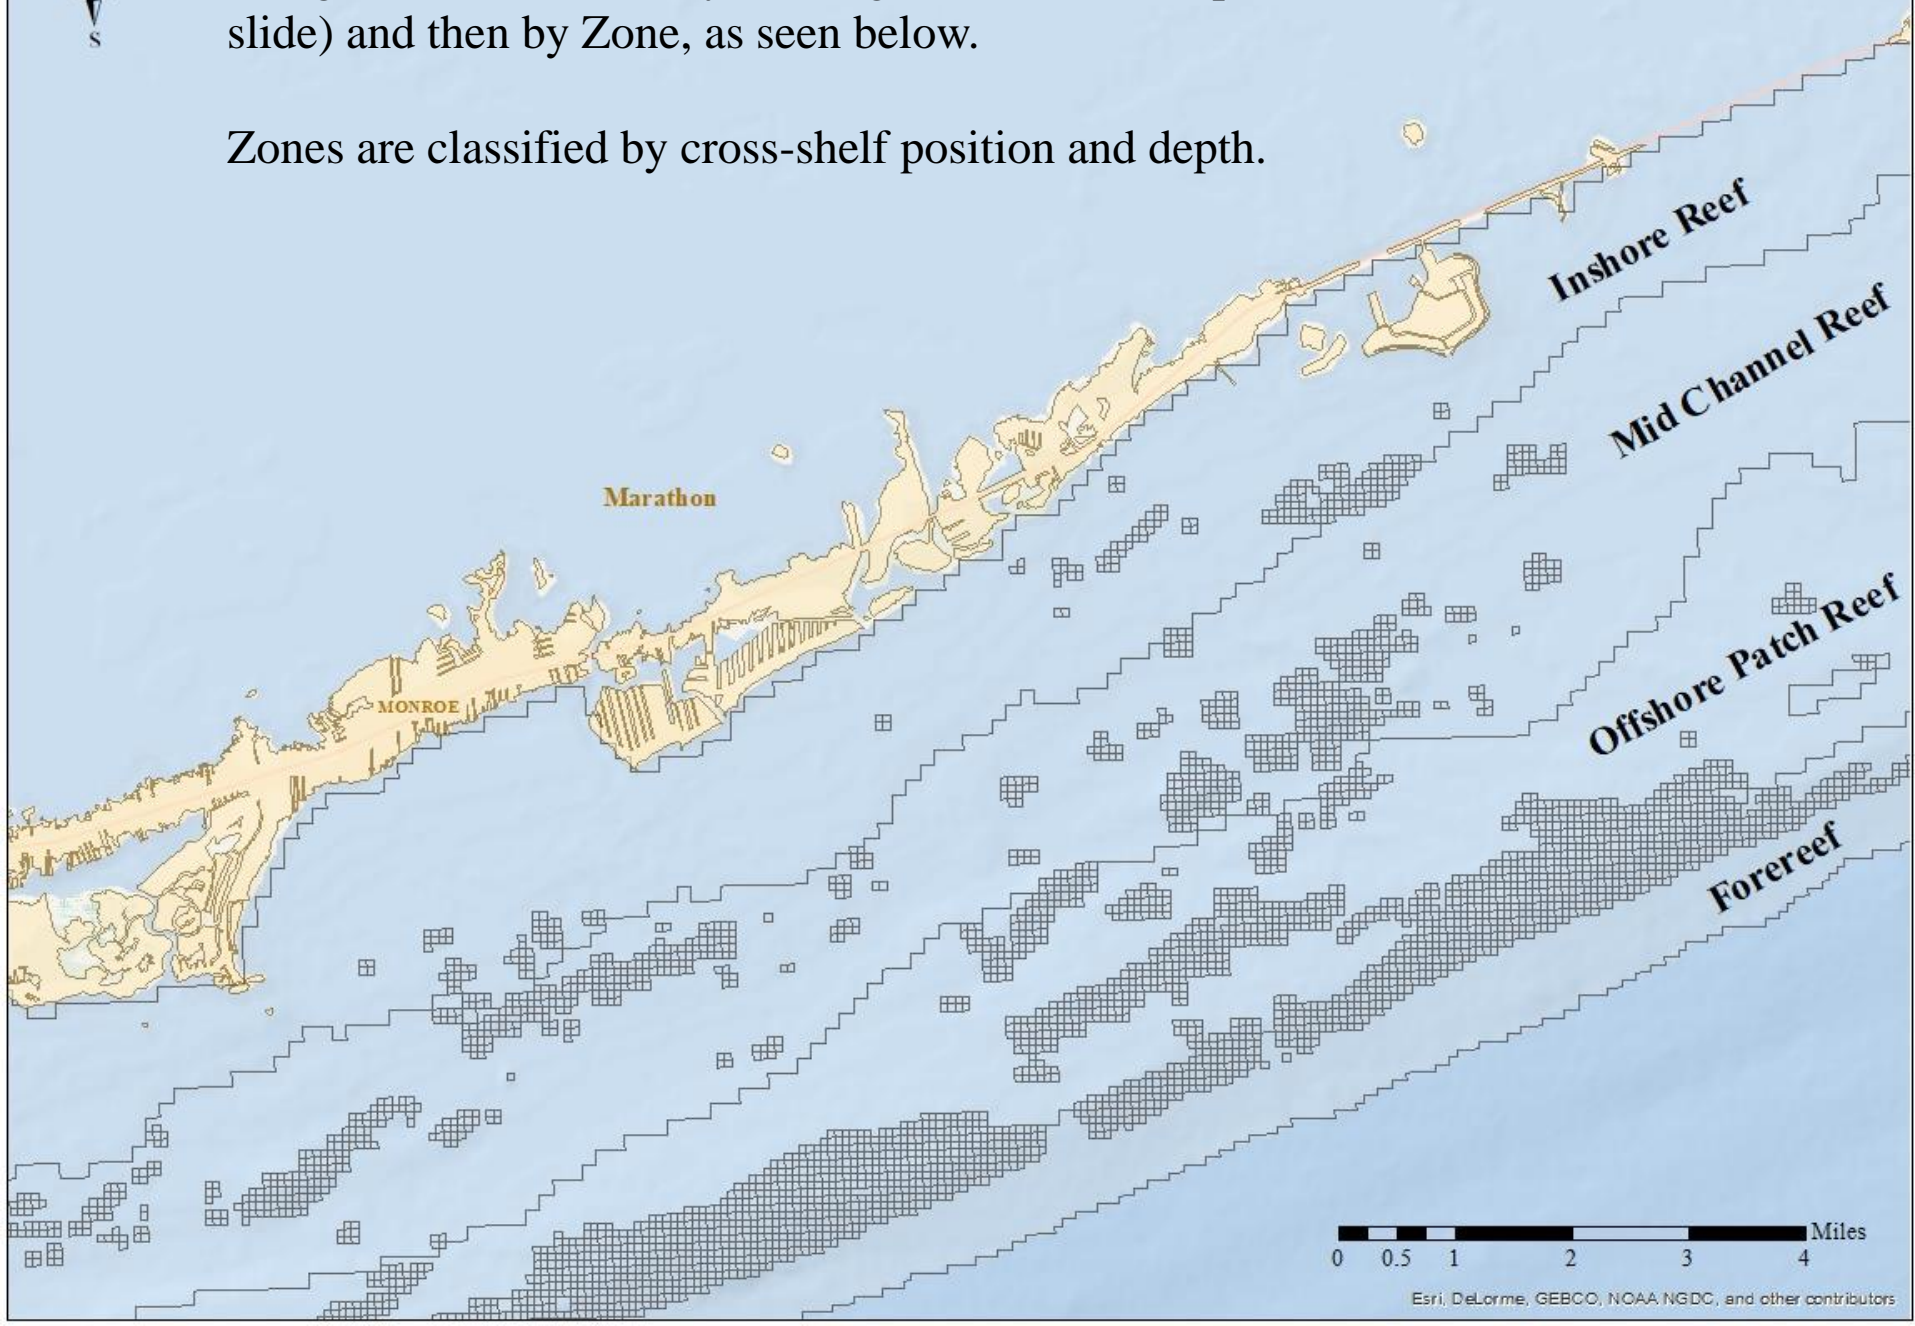 S
slide) and then by Zone, as seen below.
Zones are classified by cross-shelf position and depth.
Inshore Reef
Mid Channel Reef
Marathon
Offshore Patch Reef
MONROE
Forereef
Miles
0 0.5 1 2 3 4
Esri, DeLorme, GEBCO, NOAA NGDC, and other contributors